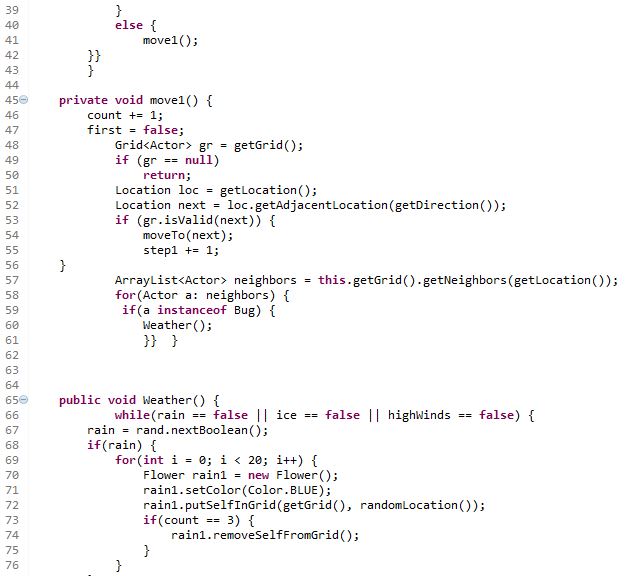 39 }
40 else {
41 move1();
42 }}
43 }
44
45 private void move1() {
46 count += 1;
47 first = false;
48 Grid<Actor> gr = getGrid();
49 if (gr == null)
50 return;
51 Location loc = getLocation();
52 Location next = loc.getAdjacentLocation(getDirection());
53 if (gr.isValid(next)) {
54 moveTo(next);
55 step1 += 1;
56 }
57 ArrayList<Actor> neighbors = this.getGrid().getNeighbors(getLocation());
58 for(Actor a: neighbors) {
59 if(a instanceof Bug) {
60 Weather();
61 }} }
62
63
64
65 public void Weather() {
66 while(rain == false || ice == false || highWinds == false) {
67 rain = rand.nextBoolean();
68 if(rain) {
69 for(int i = 0; i < 20; i++) {
70 Flower rain1 = new Flower();
71 rain1.setColor(Color.BLUE);
72 rain1.putSelfInGrid(getGrid(), randomLocation());
73 if(count == 3) {
74 rain1.removeSelfFromGrid();
75 }
76 }